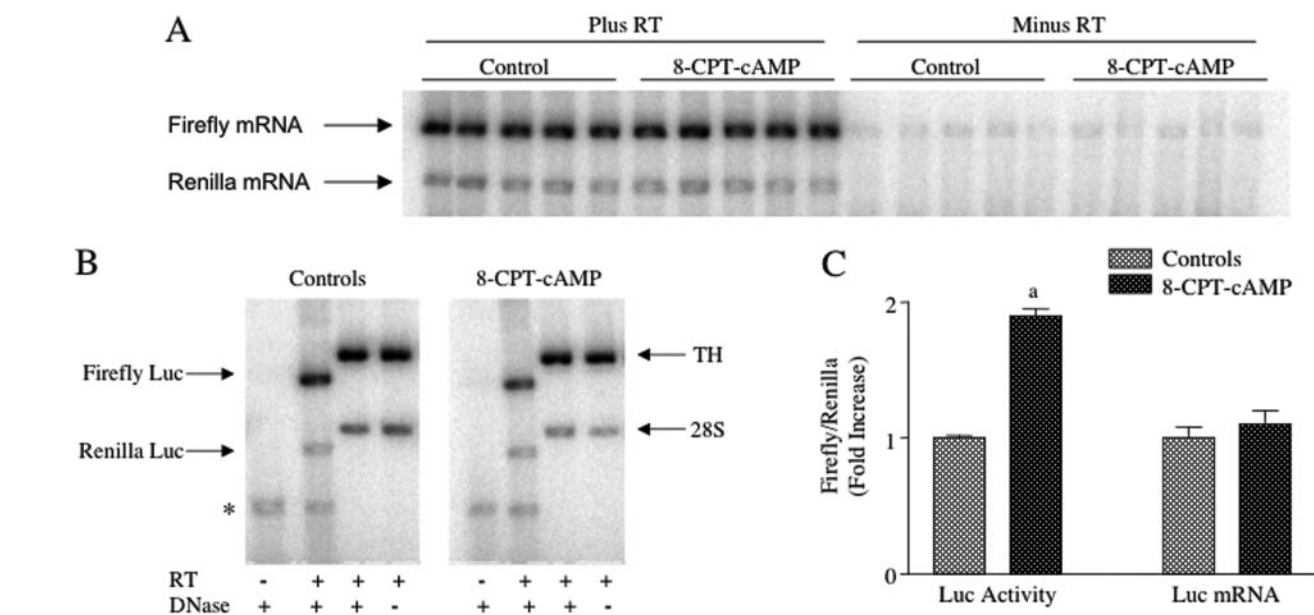 A
Plus RT
Minus RT
Control
8-CPT-cAMP
Control
8-CPT-cAMP
Firefly mRNA
Renilla mRNA
B
Controls
8-CPT-cAMP
Firefly Luc
TH
Renilla Luc
28S
*
RT - + + + - + + +
DNase + + + - + + + -
C
Controls
8-CPT-cAMP
Firefly/Renilla
(Fold Increase)
2
1
0
a
Luc Activity
Luc mRNA